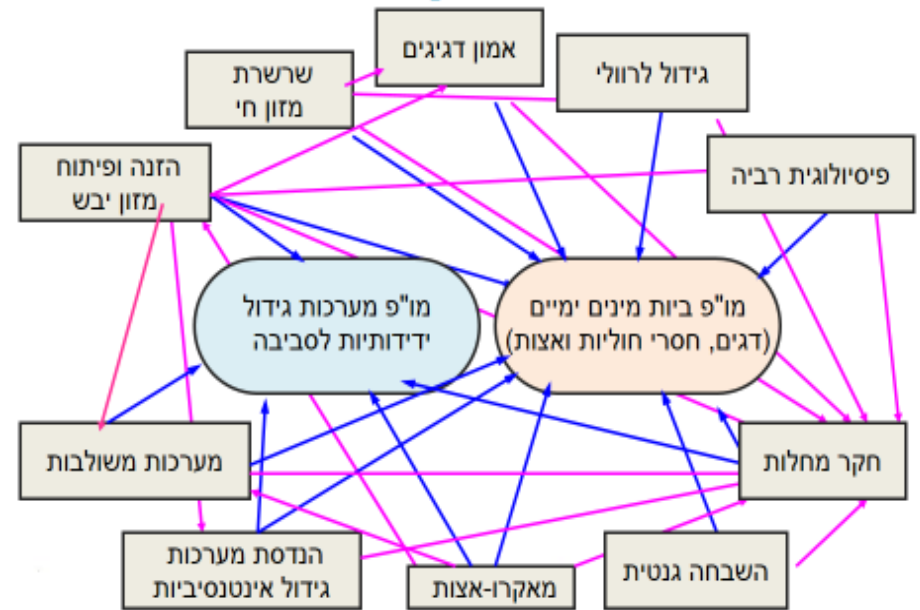 אמון דגיגים
גידול לרוולי
שרשרת
מזון חי
פיסיולוגית רביה
הזנה ופיתוח
מזון יבש
מו"פ ביות מינים ימיים
(דגים, חסרי חוליות ואצות)
מו"פ מערכות גידול
ידידותיות לסביבה
חקר מחלות
מערכות משולבות
השבחה גנטית
מאקרו-אצות
הנדסת מערכות
גידול אינטנסיביות